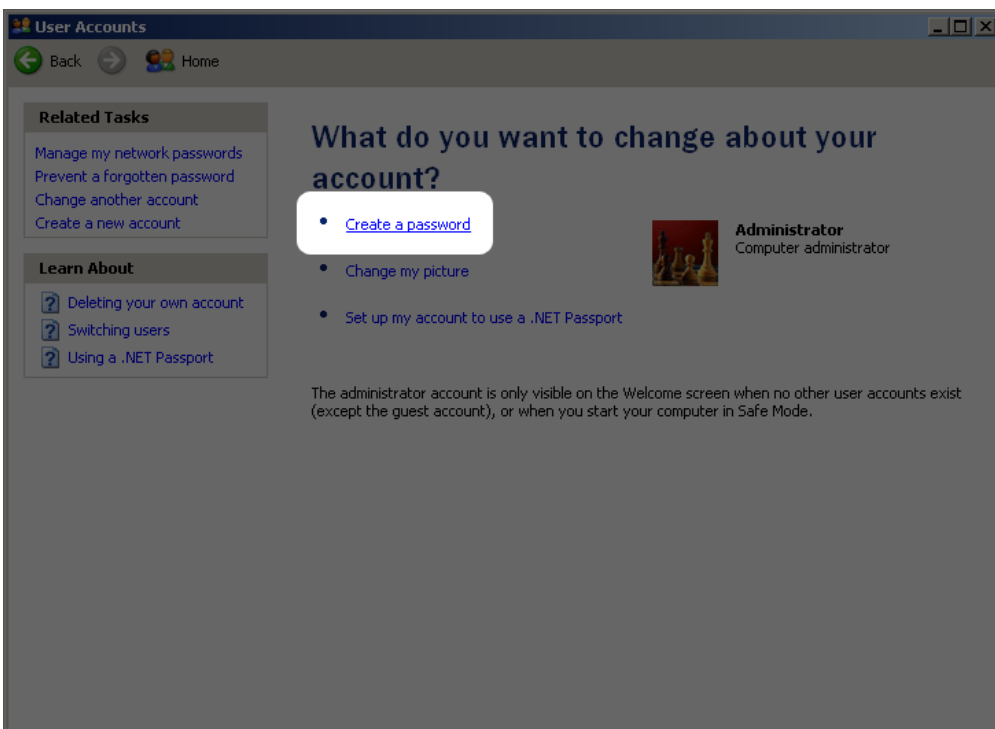 User Accounts
Back
Home
Related Tasks
Manage my network passwords
Prevent a forgotten password
Change another account
Create a new account
Learn About
Deleting your own account
Switching users
Using a .NET Passport
What do you want to change about your
account?
Create a password
Change my picture
Set up my account to use a .NET Passport
Administrator
Computer administrator
The administrator account is only visible on the Welcome screen when no other user accounts exist
(except the guest account), or when you start your computer in Safe Mode.